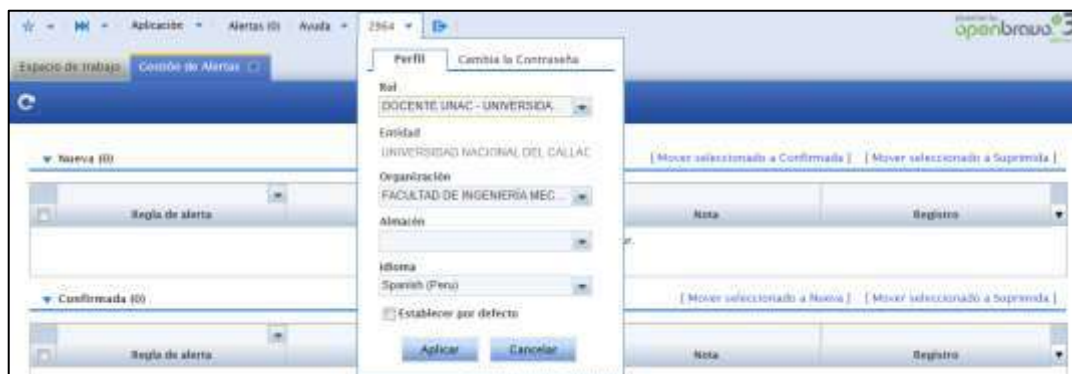 Aplicación Alertas (0) Ayuda 2964
openbravo 3
Espacio de trabajo Gestión de Alertas
Perfil Cambia la Contraseña
Rol
DOCENTE UNAC - UNIVERSIDA
Entidad
UNIVERSIDAD NACIONAL DEL CALLAO
Organización
FACULTAD DE INGENIERÍA MEC...
Almacén
Idioma
Spanish (Peru)
Establecer por defecto
Aplicar Cancelar
Nueva (0) [ Mover seleccionado a Confirmada ] [ Mover seleccionado a Suprimida ]
Regla de alerta Nota Registro
Confirmada (0) [ Mover seleccionado a Nueva ] [ Mover seleccionado a Suprimida ]
Regla de alerta Nota Registro